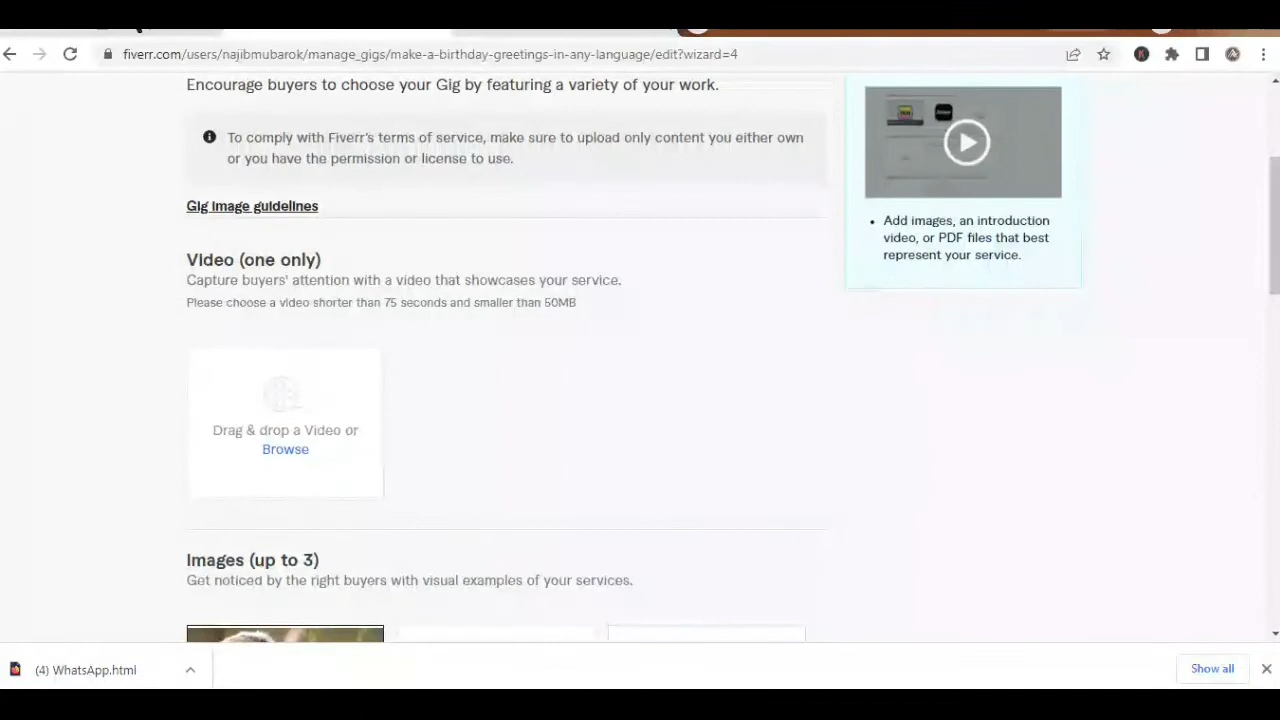 fiverr.com/users/najibmubarok/manage_gigs/make-a-birthday-greetings-in-any-language/edit?wizard=4
Encourage buyers to choose your Gig by featuring a variety of your work.
To comply with Fiverr's terms of service, make sure to upload only content you either own
or you have the permission or license to use.
Gig image guidelines
Video (one only)
Capture buyers' attention with a video that showcases your service.
Please choose a video shorter than 75 seconds and smaller than 50MB
Drag & drop a Video or
Browse
Images (up to 3)
Get noticed by the right buyers with visual examples of your services.
• Add images, an introduction
video, or PDF files that best
represent your service.
(4) WhatsApp.html
Show all